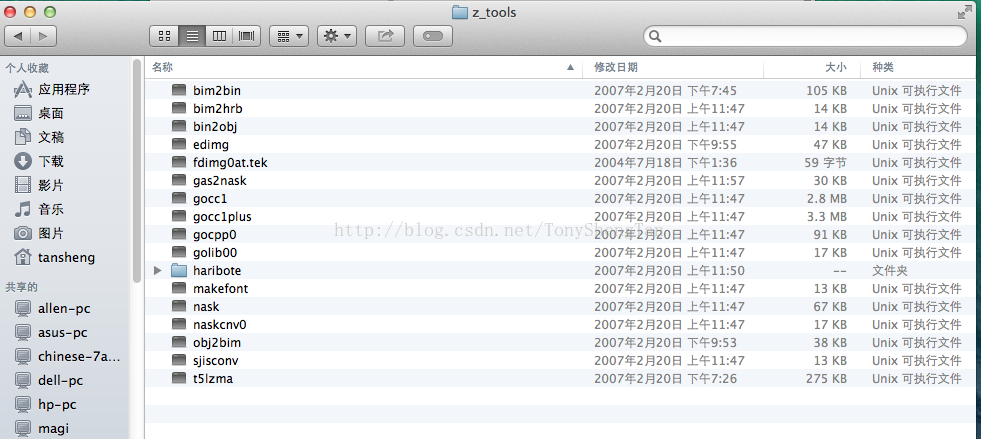 z_tools
个人收藏
应用程序
桌面
文稿
下载
影片
音乐
图片
tansheng
共享的
allen-pc
asus-pc
chinese-7a...
dell-pc
hp-pc
magi
名称 修改日期 大小 种类
bim2bin 2007年2月20日 下午7:45 105 KB Unix 可执行文件
bim2hrb 2007年2月20日 上午11:47 14 KB Unix 可执行文件
bin2obj 2007年2月20日 上午11:47 14 KB Unix 可执行文件
edimg 2007年2月20日 下午9:55 47 KB Unix 可执行文件
fdimg0at.tek 2004年7月18日 下午1:36 59 字节 Unix 可执行文件
gas2nask 2007年2月20日 上午11:57 30 KB Unix 可执行文件
gocc1 2007年2月20日 上午11:47 2.8 MB Unix 可执行文件
gocc1plus 2007年2月20日 上午11:47 3.3 MB Unix 可执行文件
gocpp0 2007年2月20日 上午11:47 91 KB Unix 可执行文件
golib00 2007年2月20日 上午11:47 17 KB Unix 可执行文件
haribote 2007年2月20日 上午11:50 -- 文件夹
makefont 2007年2月20日 上午11:47 13 KB Unix 可执行文件
nask 2007年2月20日 上午11:47 67 KB Unix 可执行文件
naskcnv0 2007年2月20日 上午11:47 17 KB Unix 可执行文件
obj2bim 2007年2月20日 下午9:53 38 KB Unix 可执行文件
sjisconv 2007年2月20日 上午11:47 13 KB Unix 可执行文件
t5lzma 2007年2月20日 下午7:26 275 KB Unix 可执行文件